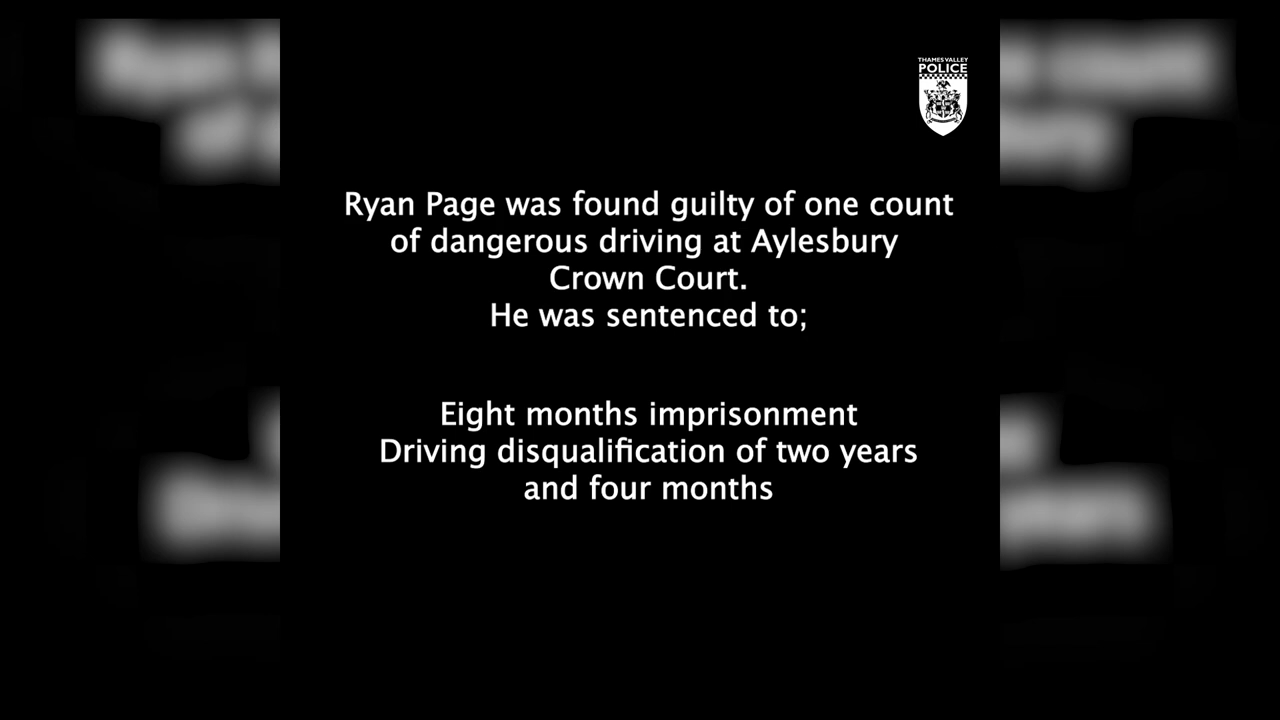 THAMES VALLEY
POLICE
Ryan Page was found guilty of one count
of dangerous driving at Aylesbury
Crown Court.
He was sentenced to;
Eight months imprisonment
Driving disqualification of two years
and four months